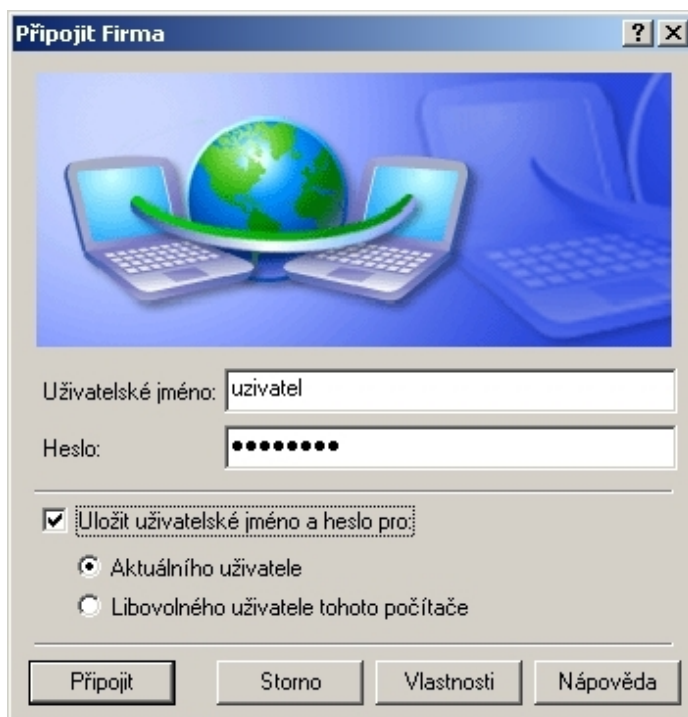 Připojit Firma
Uživatelské jméno: uzivatel
Heslo: ●●●●●●●●
Uložit uživatelské jméno a heslo pro:
Aktuálního uživatele
Libovolného uživatele tohoto počítače
Připojit Storno Vlastnosti Nápověda